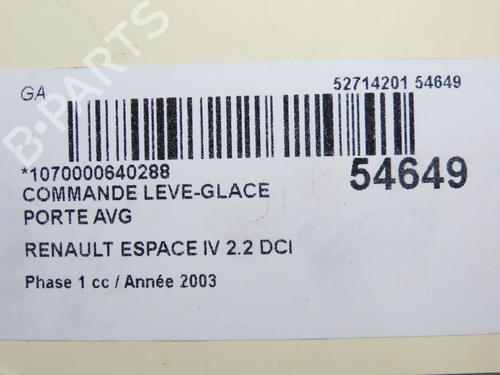 GA
52714201 54649
*1070000640288
54649
COMMANDE LEVE-GLACE
PORTE AVG
RENAULT ESPACE IV 2.2 DCI
Phase 1 cc / Année 2003
B-PARTS